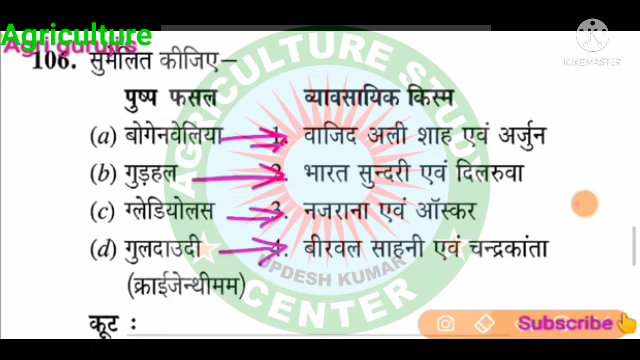 Agriculture
Agri gurujis
106. सुमेलित कीजिए–
पुष्प फसल व्यावसायिक किस्म
(a) बोगेनवेलिया 1. वाजिद अली शाह एवं अर्जुन
(b) गुड़हल 2. भारत सुन्दरी एवं दिलरुवा
(c) ग्लेडियोलस 3. नजराना एवं ऑस्कर
(d) गुलदाउदी 4. बीरवल साहनी एवं चन्द्रकांता
(क्राईजेन्थीमम)
कूट :
AGRICULTURE STUDY
UPDESH KUMAR
CENTER
KINEMASTER
Subscribe